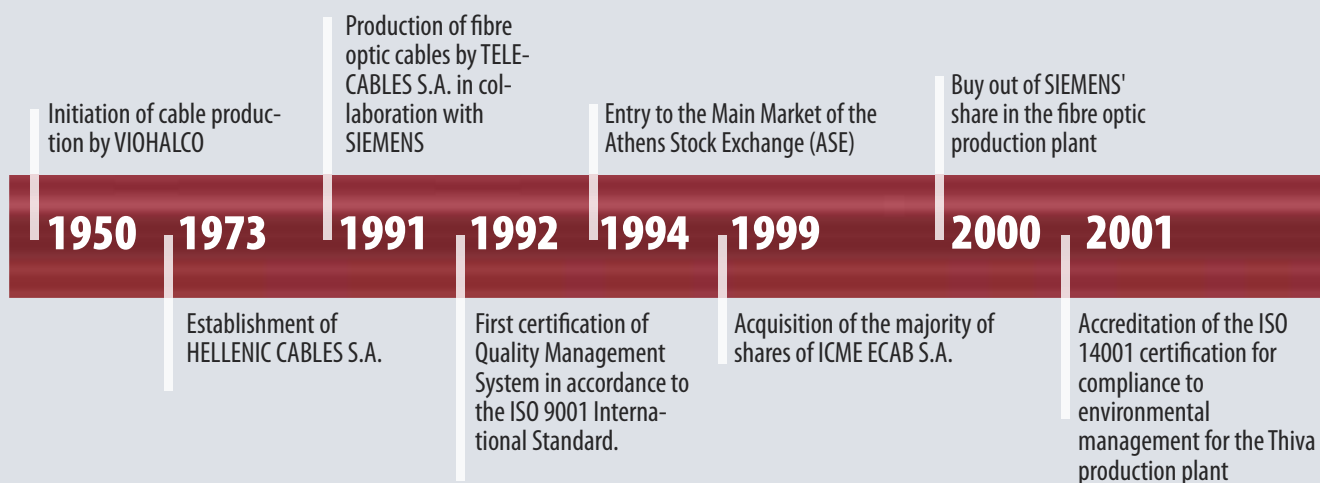 Initiation of cable produc-
tion by VIOHALCO
1950
1973
Establishment of
HELLENIC CABLES S.A.
Production of fibre
optic cables by TELE-
CABLES S.A. in col-
laboration with
SIEMENS
1991
1992
First certification of
Quality Management
System in accordance to
the ISO 9001 Interna-
tional Standard.
Entry to the Main Market of the
Athens Stock Exchange (ASE)
1994
1999
Acquisition of the majority of
shares of ICME ECAB S.A.
Buy out of SIEMENS'
share in the fibre optic
production plant
2000
2001
Accreditation of the ISO
14001 certification for
compliance to
environmental
management for the Thiva
production plant